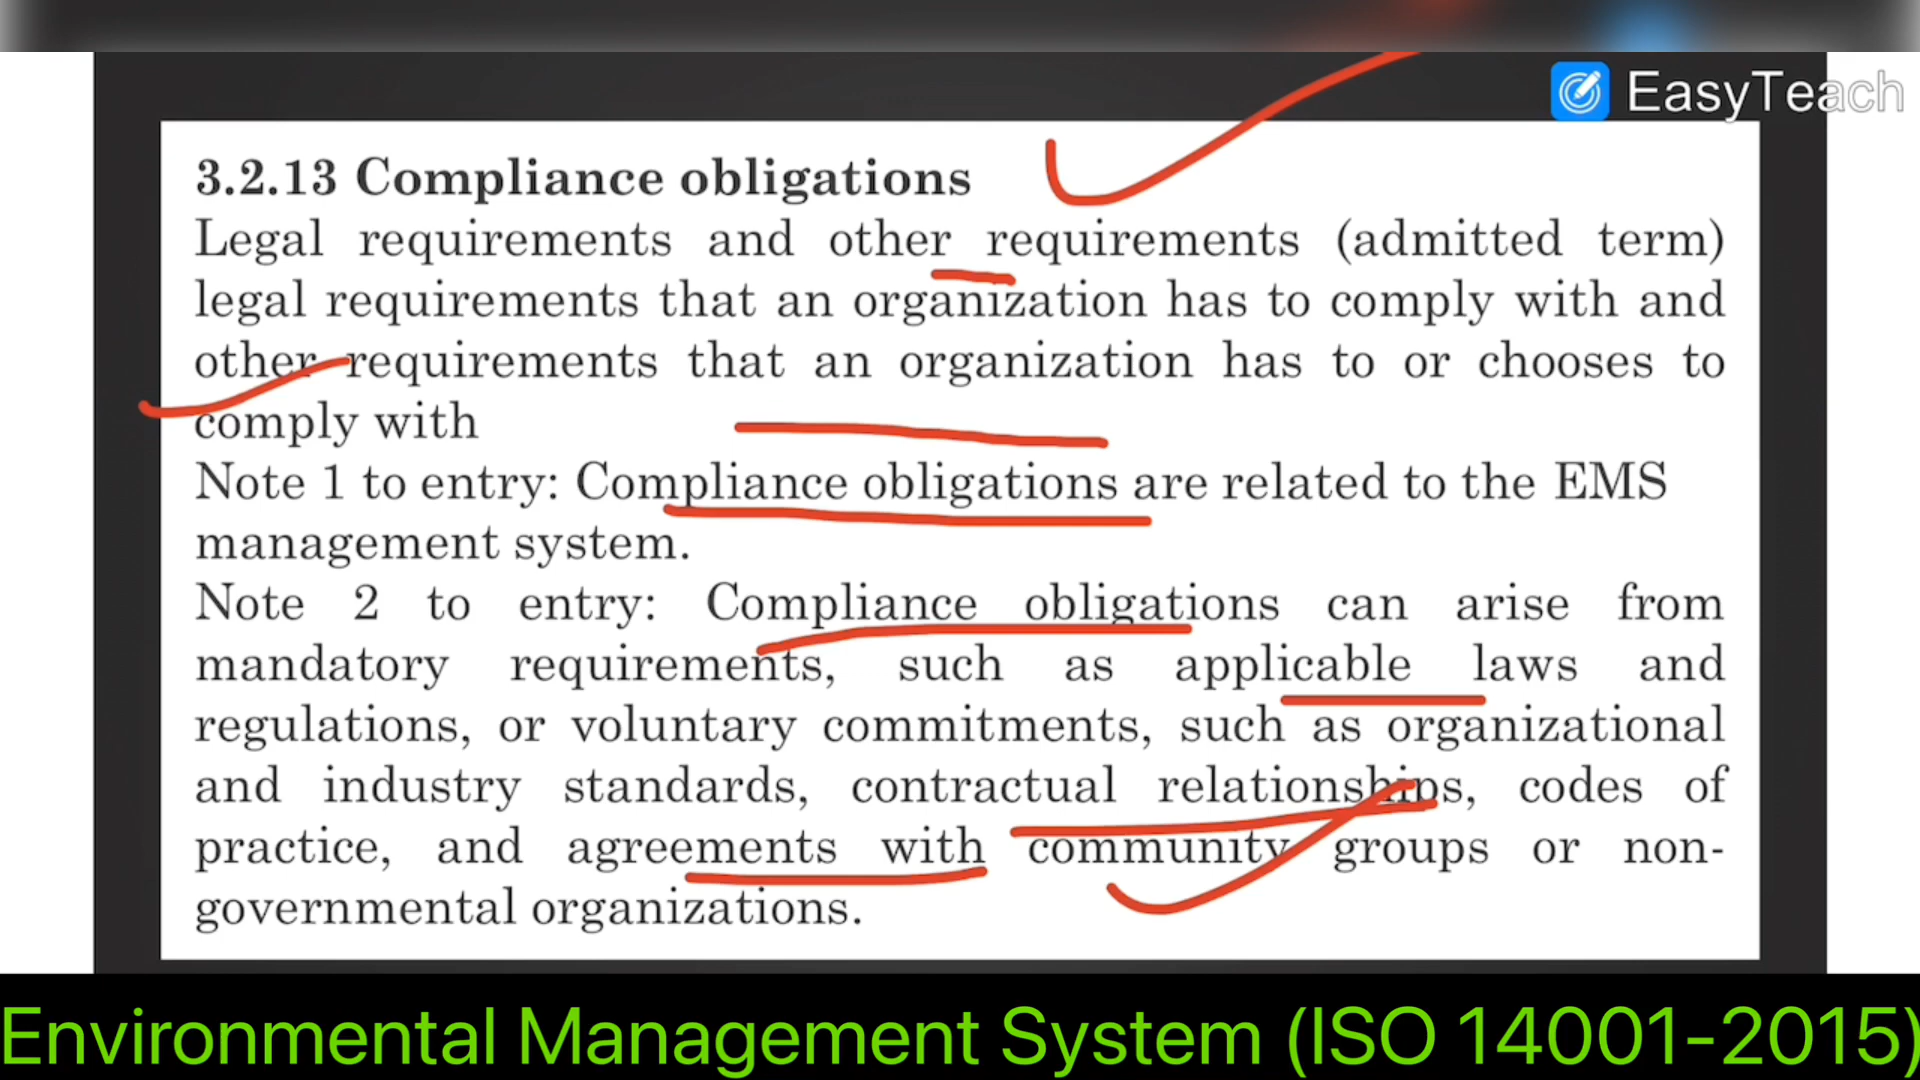 EasyTeach
3.2.13 Compliance obligations
Legal requirements and other requirements (admitted term)
legal requirements that an organization has to comply with and
other requirements that an organization has to or chooses to
comply with
Note 1 to entry: Compliance obligations are related to the EMS
management system.
Note 2 to entry: Compliance obligations can arise from
mandatory requirements, such as applicable laws and
regulations, or voluntary commitments, such as organizational
and industry standards, contractual relationships, codes of
practice, and agreements with community groups or non-
governmental organizations.
Environmental Management System (ISO 14001-2015)